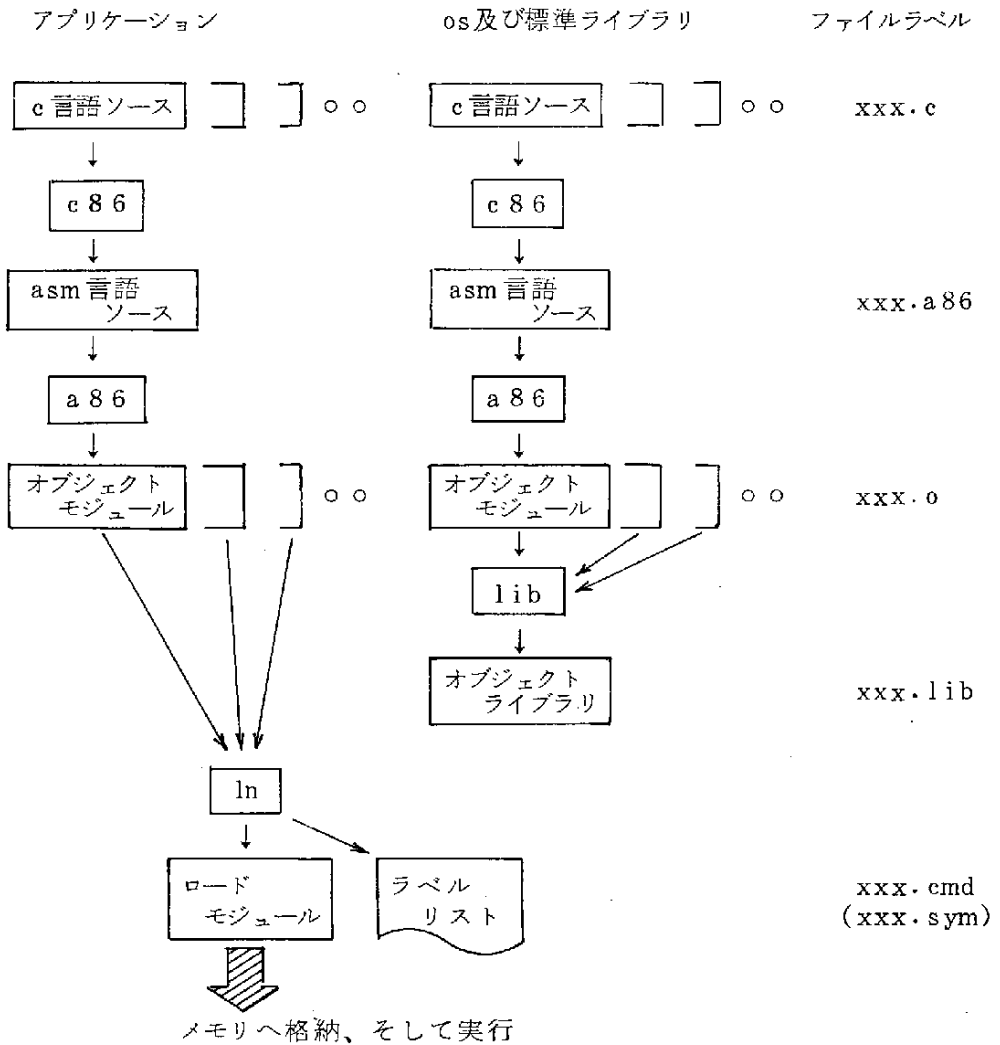 アプリケーション os及び標準ライブラリ ファイルラベル
c言語ソース c言語ソース xxx.c
c86 c86
asm言語 asm言語
ソース ソース xxx.a86
a86 a86
オブジェクト オブジェクト
モジュール モジュール xxx.o
lib
オブジェクト
ライブラリ xxx.lib
ln
ロード ラベル xxx.cmd
モジュール リスト (xxx.sym)
メモリへ格納、そして実行